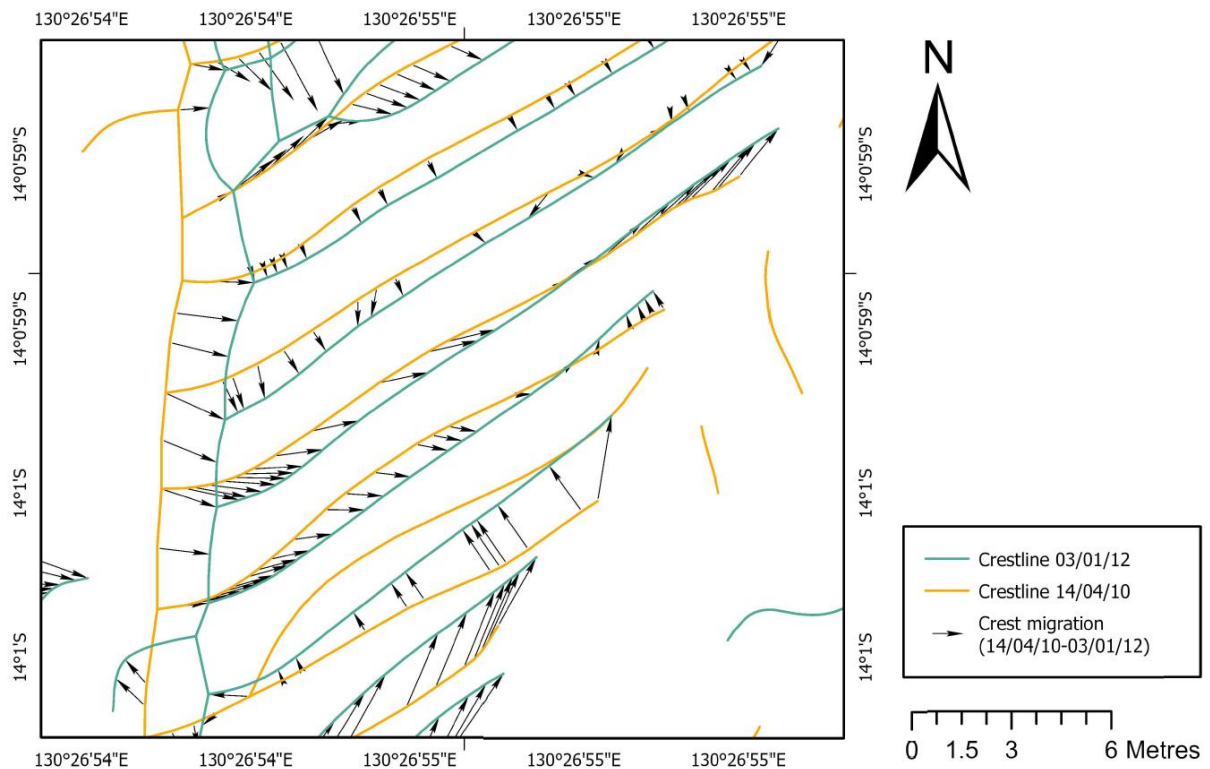 130°26'54"E 130°26'54"E 130°26'55"E 130°26'55"E 130°26'55"E
N
14°0'59"S 14°0'59"S
14°0'59"S 14°0'59"S
14°1'S 14°1'S
14°1'S 14°1'S
Crestline 03/01/12
Crestline 14/04/10
Crest migration
(14/04/10-03/01/12)
130°26'54"E 130°26'54"E 130°26'55"E 130°26'55"E 130°26'55"E
0 1.5 3 6 Metres